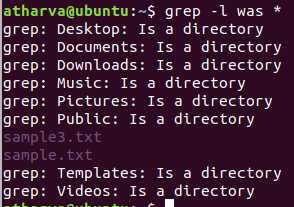 atharva@ubuntu:~$ grep -l was *
grep: Desktop: Is a directory
grep: Documents: Is a directory
grep: Downloads: Is a directory
grep: Music: Is a directory
grep: Pictures: Is a directory
grep: Public: Is a directory
sample3.txt
sample.txt
grep: Templates: Is a directory
grep: Videos: Is a directory
atharva@ubuntu:~$